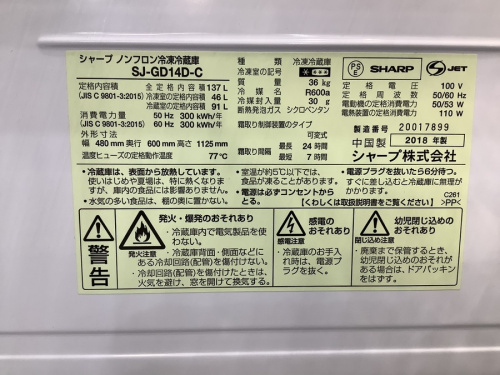 シャープ ノンフロン冷凍冷蔵庫
SJ-GD14D-C
定格内容積 全定格内容積 137 L
(JIS C 9801-3:2015) 冷凍室の定格内容積 46 L
冷蔵室の定格内容積 91 L
消費電力量 50 Hz 300 kWh/年
(JIS C 9801-3:2015) 60 Hz 300 kWh/年
外形寸法
幅 480 mm 奥行 600 mm 高さ 1125 mm
温度ヒューズの定格動作温度 77℃
種類 冷凍冷蔵庫
冷凍室の記号
質量 36 kg
冷媒名 R600a
冷媒封入量 30 g
断熱発泡ガス シクロペンタン
霜取り制御装置のタイプ
可変式
霜取り間隔 最長 24 時間
最短 7 時間
PS
E
SHARP
JET
定格電圧 100 V
定格周波数 50/60 Hz
電動機の定格消費電力 50/53 W
電熱装置の定格消費電力 110 W
製造番号 20017899
中国製 2018 年製
シャープ株式会社
・冷蔵庫は、表面から放熱しています。
使いはじめや夏場は、特に熱くなりま
すが、庫内の食品に影響はありません。
・水気の多い食品は、棚の奥に置かない。
・室温が約5℃以下では、
食品が凍ることがあります。
・電源は必ずコンセントから
とる。
・電源プラグを抜いたら6分待つ。
すぐに差し込むと冷蔵庫に無理が
かかります。 C281
【くわしくは取扱説明書をご覧ください】 >PP<
警告
発火注意
発火・爆発のおそれあり
・冷蔵庫内で電気製品を使
わない。
・冷蔵庫背面・側面などに
ある冷却回路(配管)を傷付けない。
・冷却回路(配管)を傷付けたときは、
火気を避け、窓を開けて換気する。
感電注意
感電の
おそれあり
・冷蔵庫のお手入
れ時は、電源プ
ラグを抜く。
閉じ込め注意
幼児閉じ込めの
おそれあり
・廃棄まで保管するとき、
幼児閉じ込めのおそれが
ある場合は、ドアパッキン
をはずす。